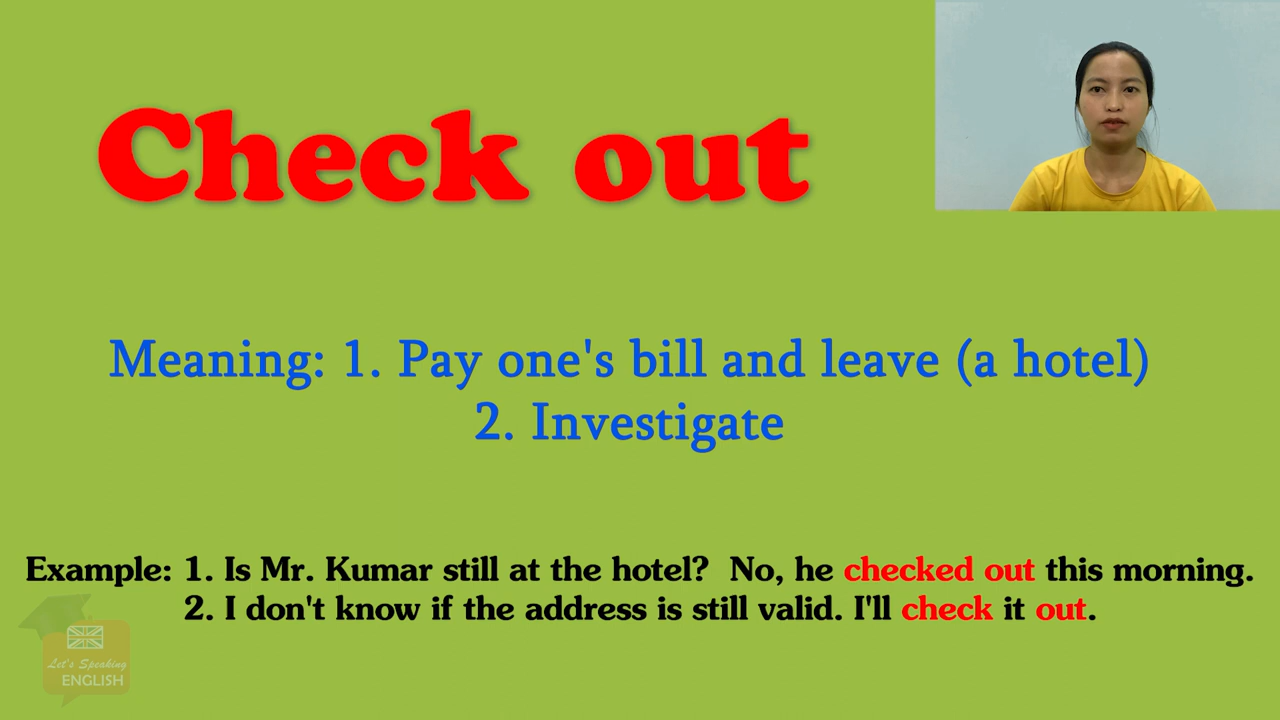 Check out
Meaning: 1. Pay one's bill and leave (a hotel)
2. Investigate
Example: 1. Is Mr. Kumar still at the hotel? No, he checked out this morning.
2. I don't know if the address is still valid. I'll check it out.
Let's Speaking
ENGLISH